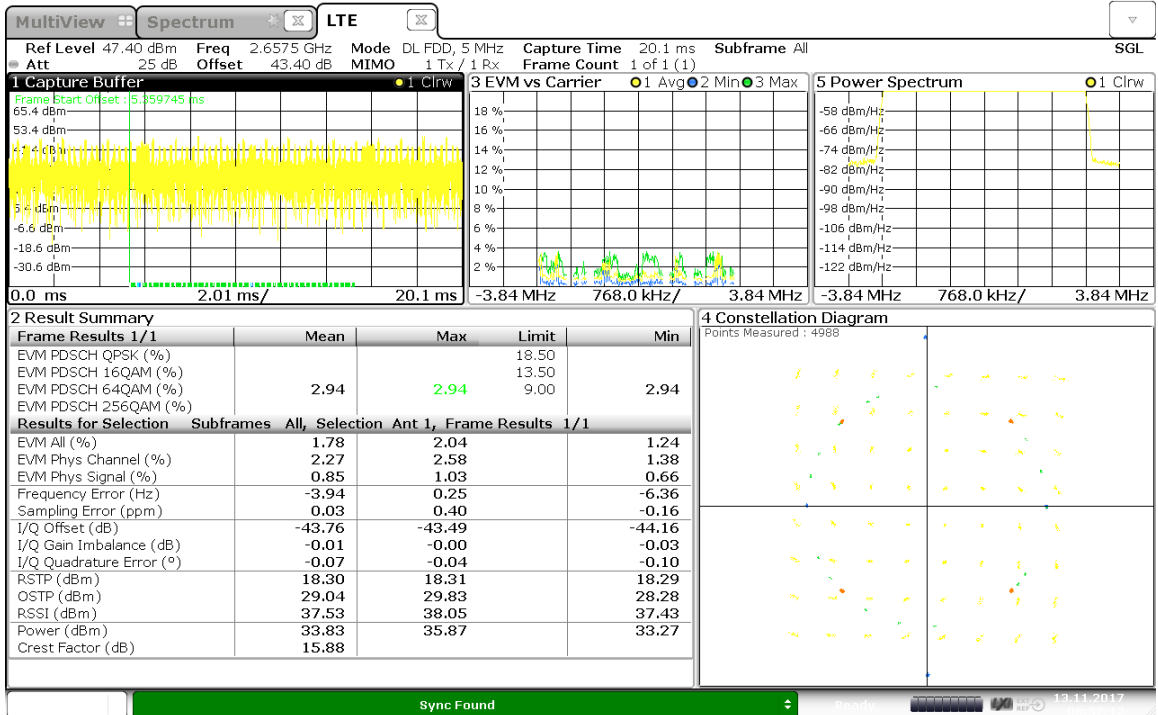 MultiView Spectrum LTE
Ref Level 47.40 dBm Freq 2.6575 GHz Mode DL FDD, 5 MHz Capture Time 20.1 ms Subframe All SGL
Att 25 dB Offset 43.40 dB MIMO 1 Tx / 1 Rx Frame Count 1 of 1 (1)
1 Capture Buffer 1 Clrw
Frame Start Offset : 5.359745 ms
65.4 dBm
53.4 dBm
5.4 dBm
-6.6 dBm
-18.6 dBm
-30.6 dBm
0.0 ms 2.01 ms/ 20.1 ms
3 EVM vs Carrier 1 Avg 2 Min 3 Max
18 %
16 %
14 %
12 %
10 %
8 %
6 %
4 %
2 %
-3.84 MHz 768.0 kHz/ 3.84 MHz
5 Power Spectrum 1 Clrw
-58 dBm/Hz
-66 dBm/Hz
-74 dBm/Hz
-82 dBm/Hz
-90 dBm/Hz
-98 dBm/Hz
-106 dBm/Hz
-114 dBm/Hz
-122 dBm/Hz
-3.84 MHz 768.0 kHz/ 3.84 MHz
2 Result Summary
Frame Results 1/1 Mean Max Limit Min
EVM PDSCH QPSK (%) 18.50
EVM PDSCH 16QAM (%) 13.50
EVM PDSCH 64QAM (%) 2.94 2.94 9.00 2.94
EVM PDSCH 256QAM (%)
Results for Selection Subframes All, Selection Ant 1, Frame Results 1/1
EVM All (%) 1.78 2.04 1.24
EVM Phys Channel (%) 2.27 2.58 1.38
EVM Phys Signal (%) 0.85 1.03 0.66
Frequency Error (Hz) -3.94 0.25 -6.36
Sampling Error (ppm) 0.03 0.40 -0.16
I/Q Offset (dB) -43.76 -43.49 -44.16
I/Q Gain Imbalance (dB) -0.01 -0.00 -0.03
I/Q Quadrature Error (º) -0.07 -0.04 -0.10
RSTP (dBm) 18.30 18.31 18.29
OSTP (dBm) 29.04 29.83 28.28
RSSI (dBm) 37.53 38.05 37.43
Power (dBm) 33.83 35.87 33.27
Crest Factor (dB) 15.88
4 Constellation Diagram
Points Measured : 4988
Sync Found
Ready LXI EXT REF 13.11.2017